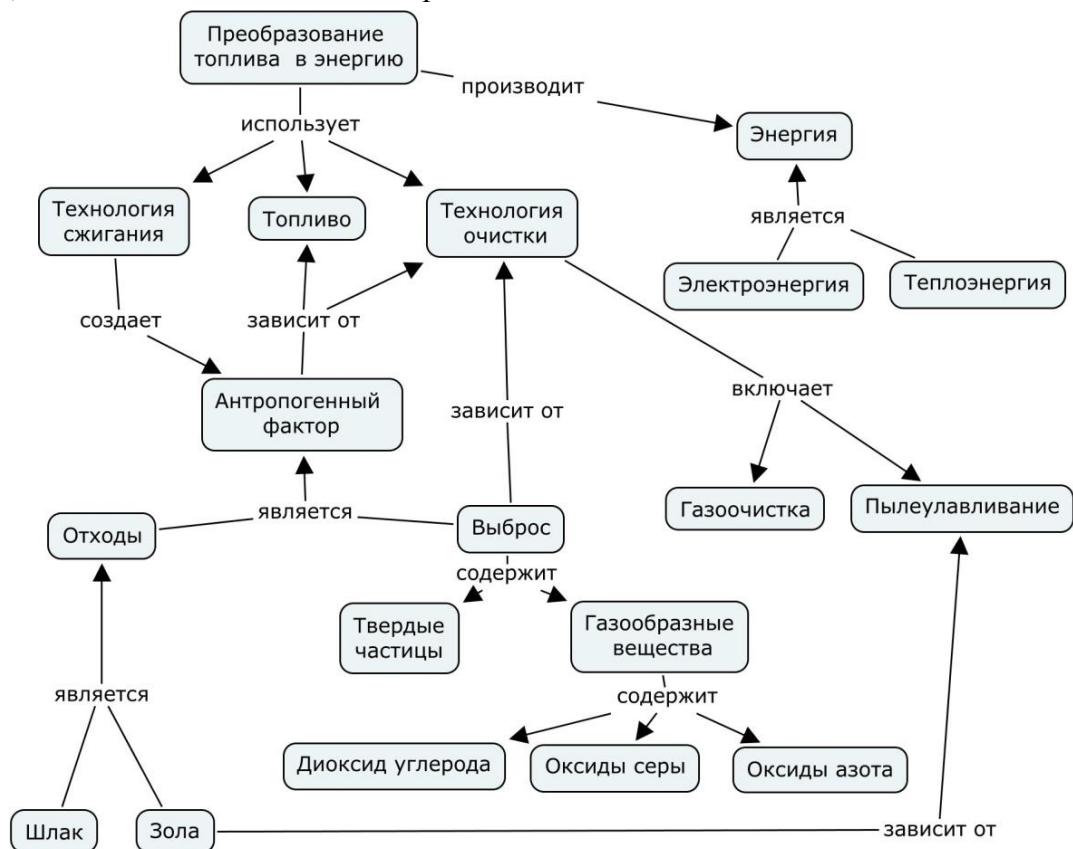 Преобразование
топлива в энергию
производит
использует
Энергия
Технология
сжигания
Топливо
Технология
очистки
является
Электроэнергия
Теплоэнергия
создает
зависит от
включает
Антропогенный
фактор
зависит от
Газоочистка
Пылеулавливание
является
Отходы
Выброс
содержит
Твердые
частицы
Газообразные
вещества
является
содержит
Диоксид углерода
Оксиды серы
Оксиды азота
Шлак
Зола
зависит от